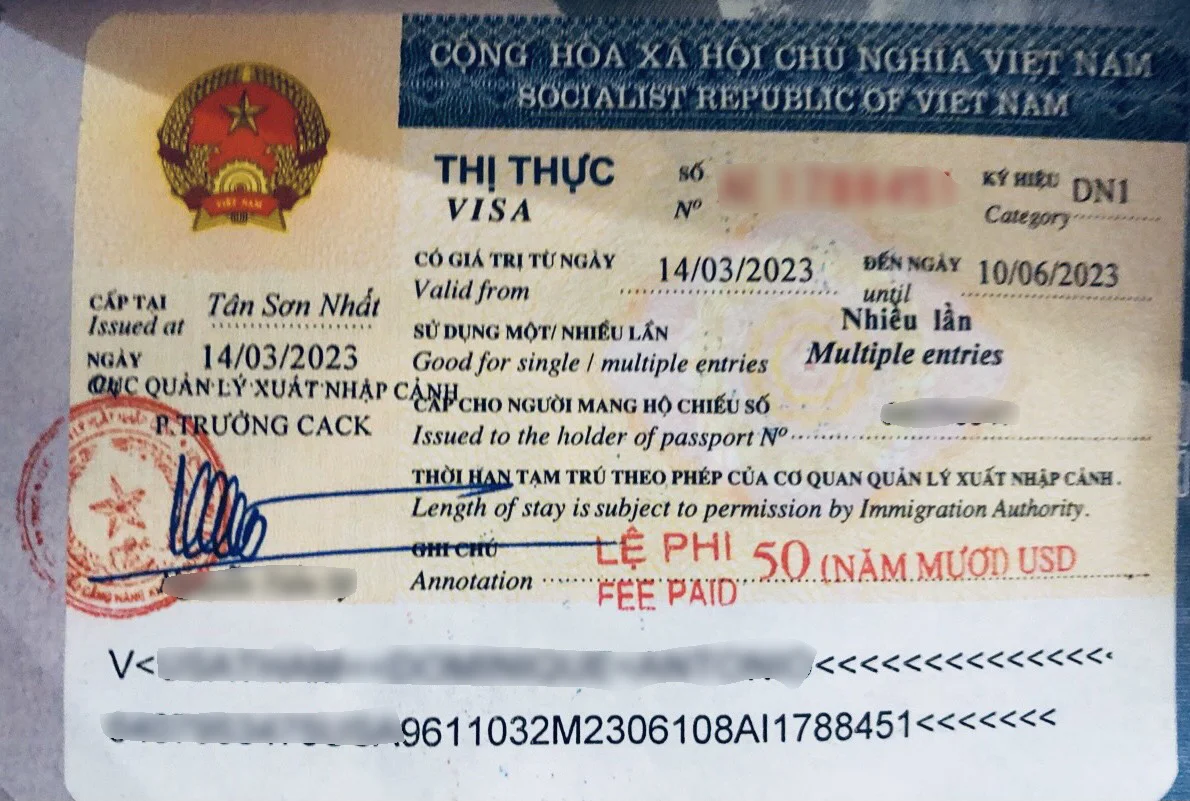 CỘNG HÒA XÃ HỘI CHỦ NGHĨA VIỆT NAM
SOCIALIST REPUBLIC OF VIET NAM
VIỆT NAM
THỊ THỰC
VISA
SỐ
Nº
KÝ HIỆU DN1
Category
CÓ GIÁ TRỊ TỪ NGÀY 14/03/2023 ĐẾN NGÀY 10/06/2023
Valid from until
CẤP TẠI Tân Sơn Nhất
Issued at
SỬ DỤNG MỘT/ NHIỀU LẦN Nhiều lần
Good for single / multiple entries Multiple entries
NGÀY 14/03/2023
CỤC QUẢN LÝ XUẤT NHẬP CẢNH
P.TRƯỞNG CACK
CẤP CHO NGƯỜI MANG HỘ CHIẾU SỐ
Issued to the holder of passport Nº
THỜI HẠN TẠM TRÚ THEO PHÉP CỦA CƠ QUAN QUẢN LÝ XUẤT NHẬP CẢNH.
Length of stay is subject to permission by Immigration Authority.
GHI CHÚ
Annotation
LỆ PHÍ 50 (NĂM MƯƠI) USD
FEE PAID
V< <<<<<<<<<<<<<<<
9611032M2306108AI1788451<<<<<<<